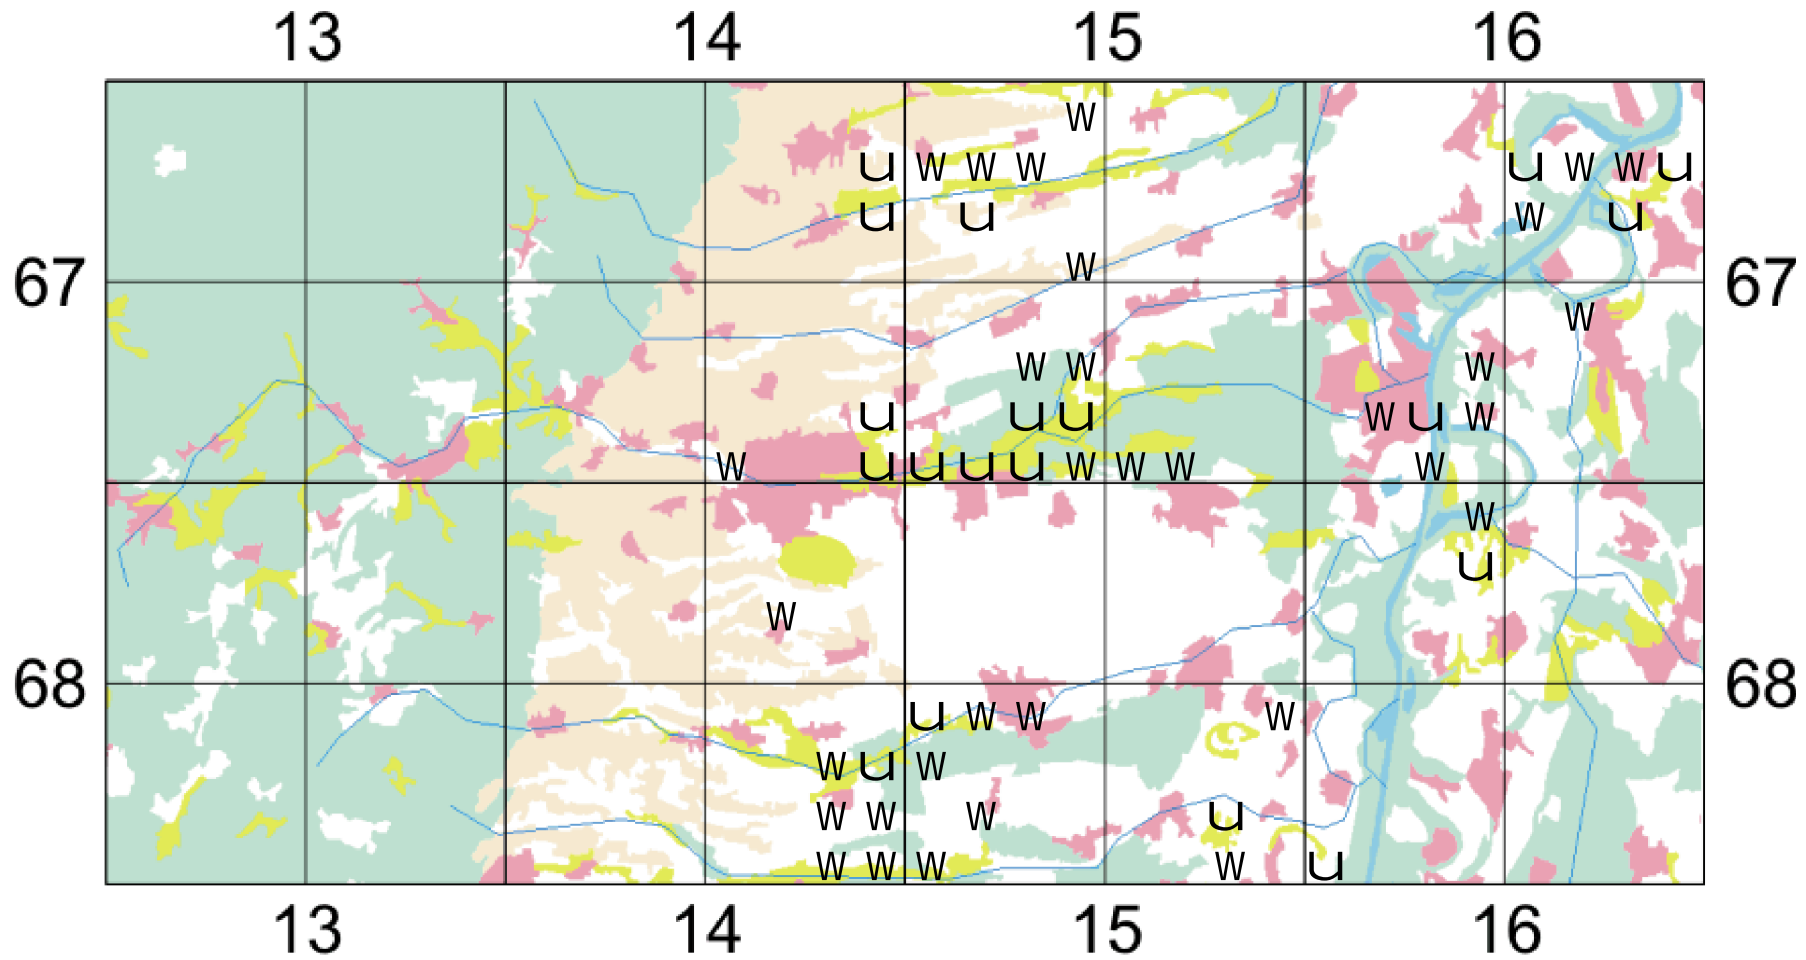 13 14 15 16
W
u W W W u W W u
u u W u
W
67 67
W
W W W
u u u W u W
W u u u u W W W W
W
u
W
68 68
u W W W
W u W
W W W u
W W W W u
13 14 15 16